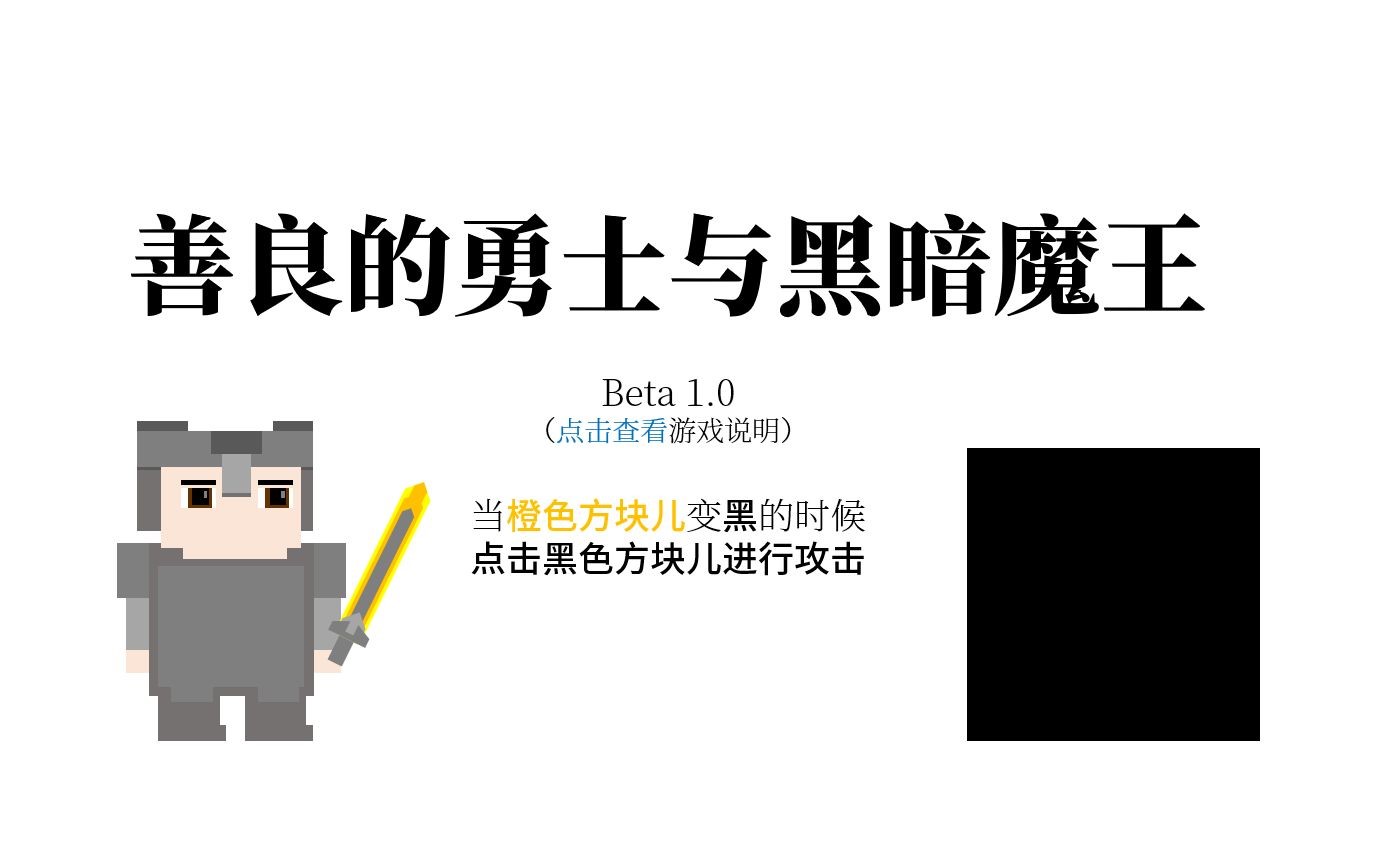 善良的勇士与黑暗魔王
Beta 1.0
（点击查看游戏说明）
当橙色方块儿变黑的时候
点击黑色方块儿进行攻击